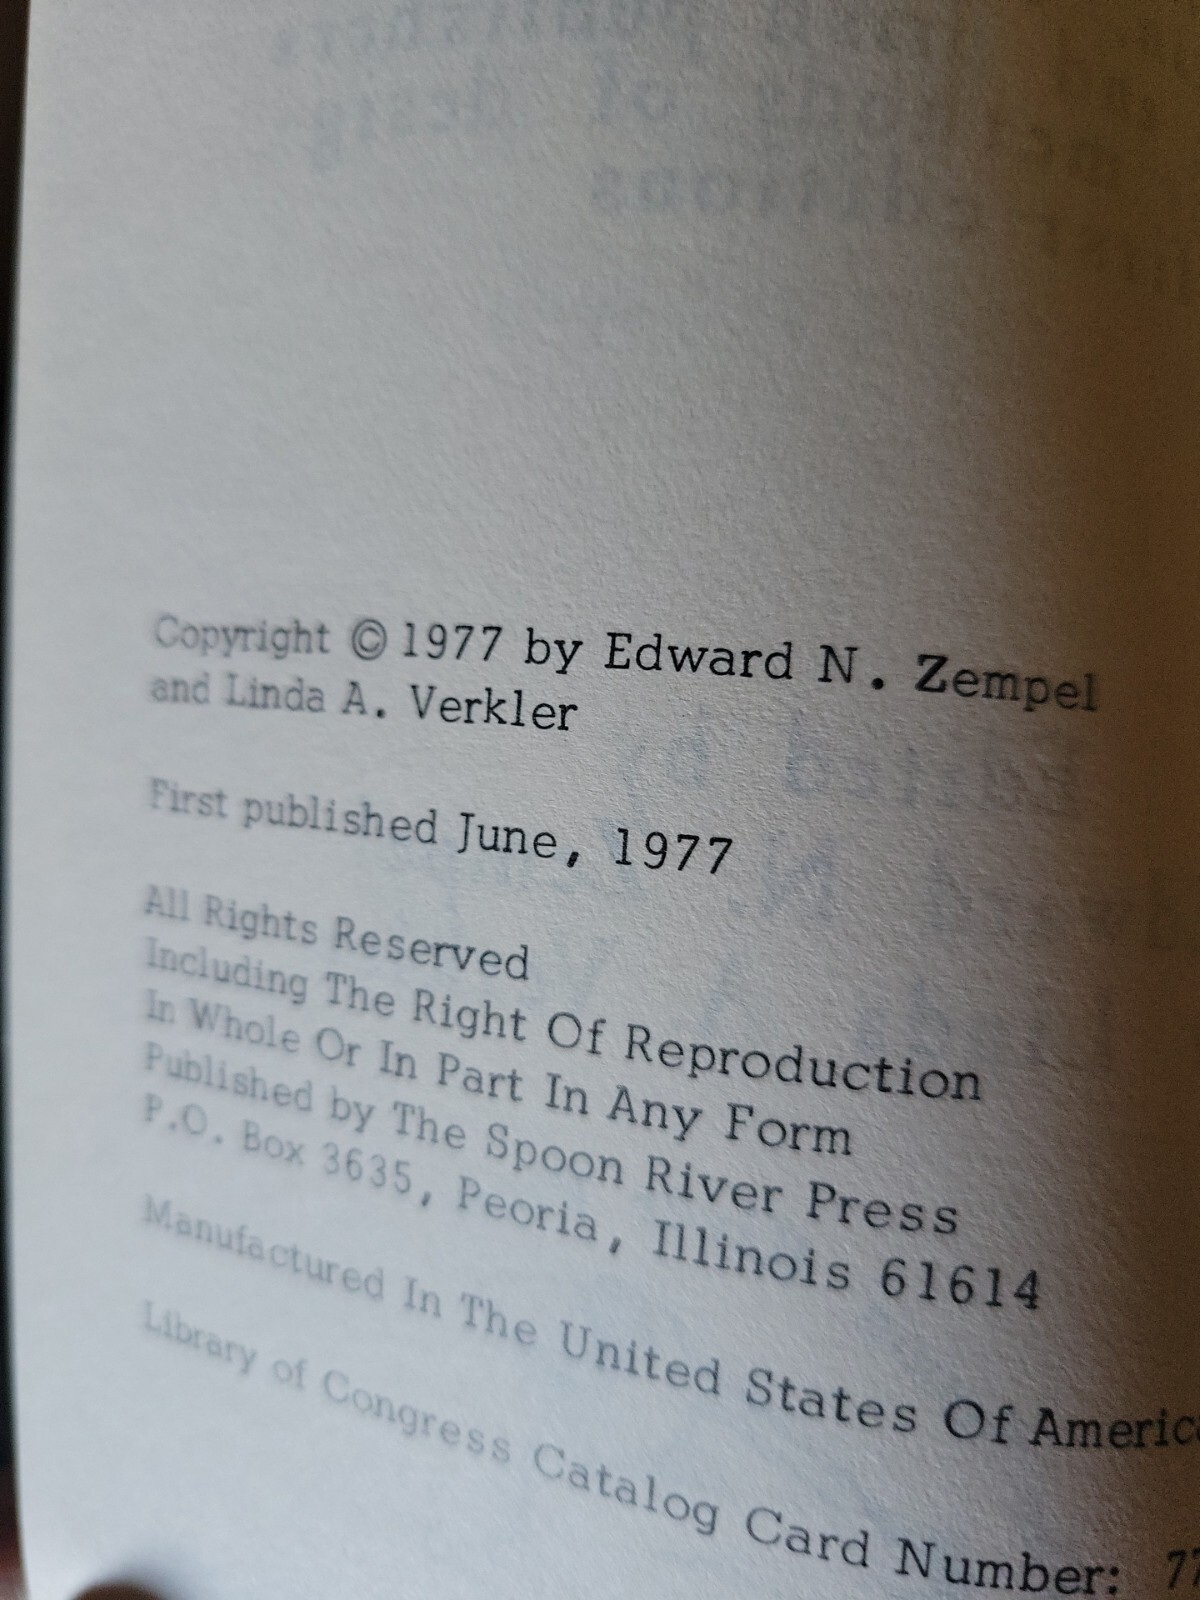 Copyright © 1977 by Edward N. Zempel
and Linda A. Verkler
First published June, 1977
All Rights Reserved
Including The Right Of Reproduction
In Whole Or In Part In Any Form
Published by The Spoon River Press
P.O. Box 3635, Peoria, Illinois 61614
Manufactured In The United States Of Americ
Library of Congress Catalog Card Number: 77